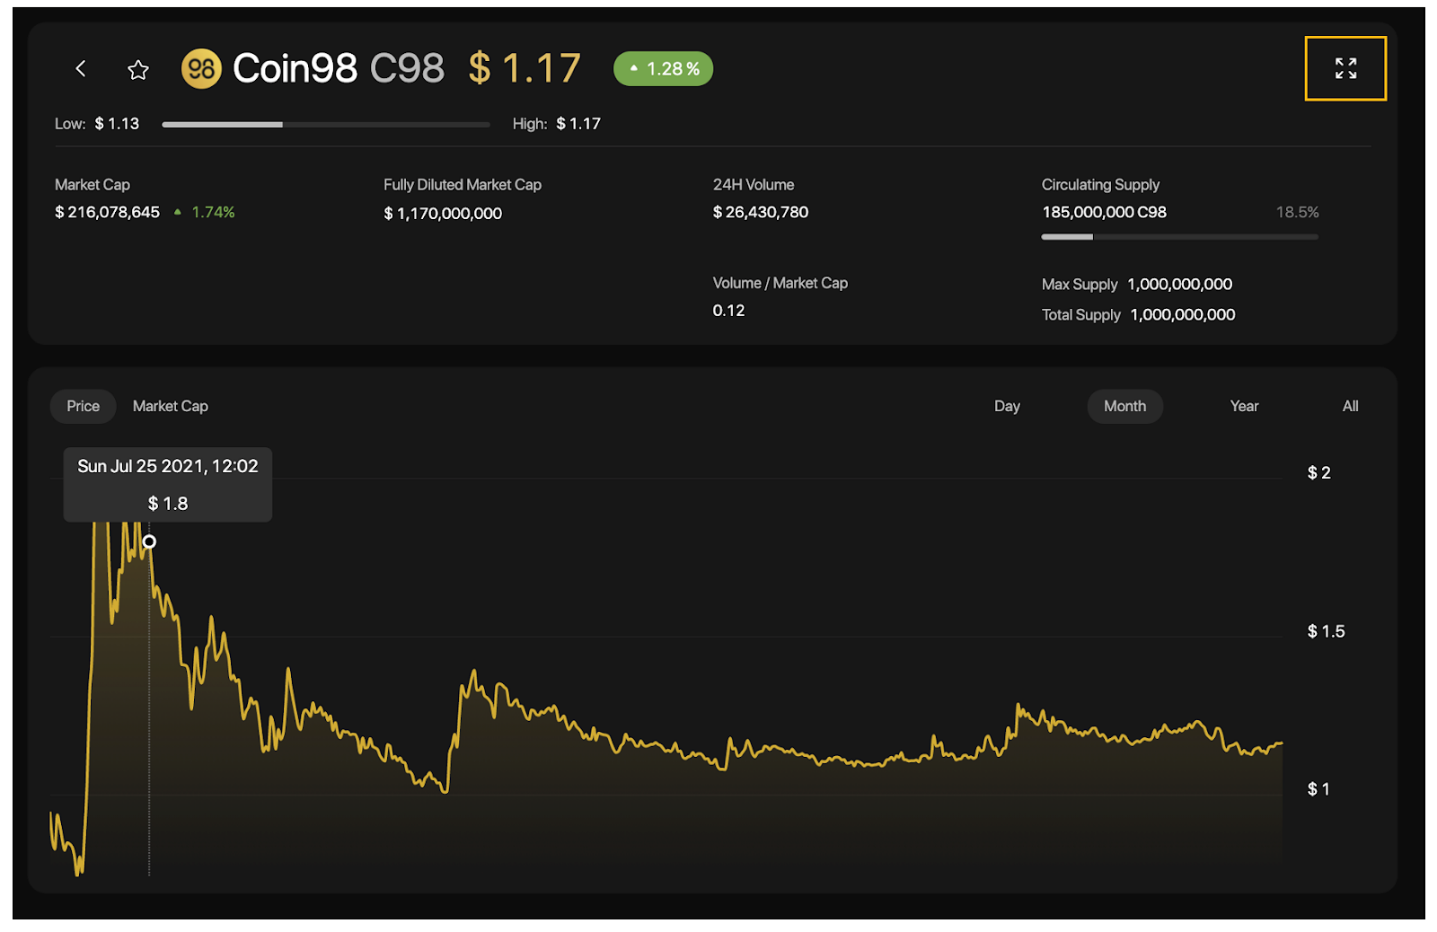 98 Coin98 C98 $ 1.17 1.28 %
Low: $ 1.13 High: $ 1.17
Market Cap Fully Diluted Market Cap 24H Volume Circulating Supply
$ 216,078,645 1.74% $ 1,170,000,000 $ 26,430,780 185,000,000 C98 18.5%
Volume / Market Cap Max Supply 1,000,000,000
0.12 Total Supply 1,000,000,000
Price Market Cap Day Month Year All
Sun Jul 25 2021, 12:02
$ 1.8
$ 2
$ 1.5
$ 1